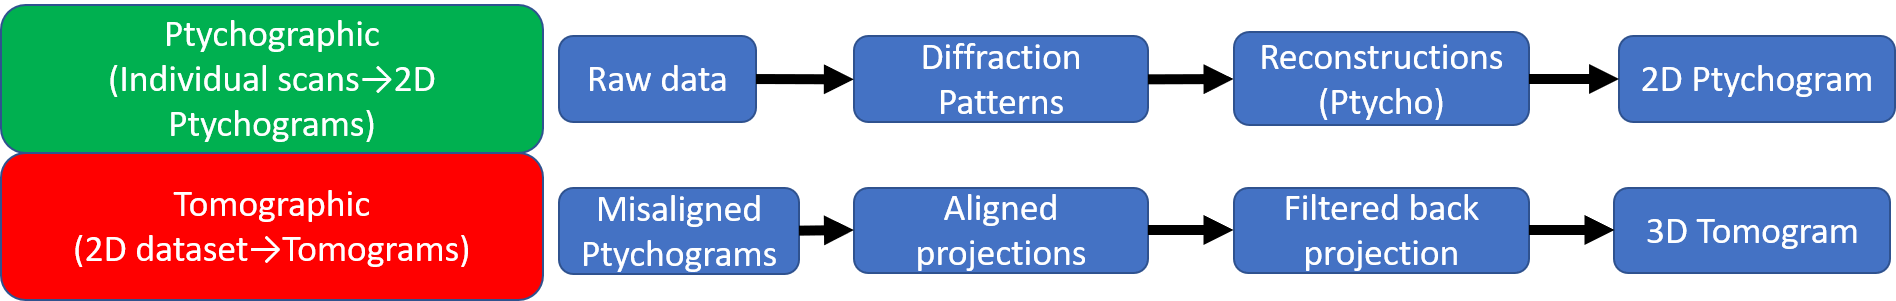 Ptychographic
(Individual scans→2D
Ptychograms)
Raw data
Diffraction
Patterns
Reconstructions
(Ptycho)
2D Ptychogram
Tomographic
(2D dataset→Tomograms)
Misaligned
Ptychograms
Aligned
projections
Filtered back
projection
3D Tomogram